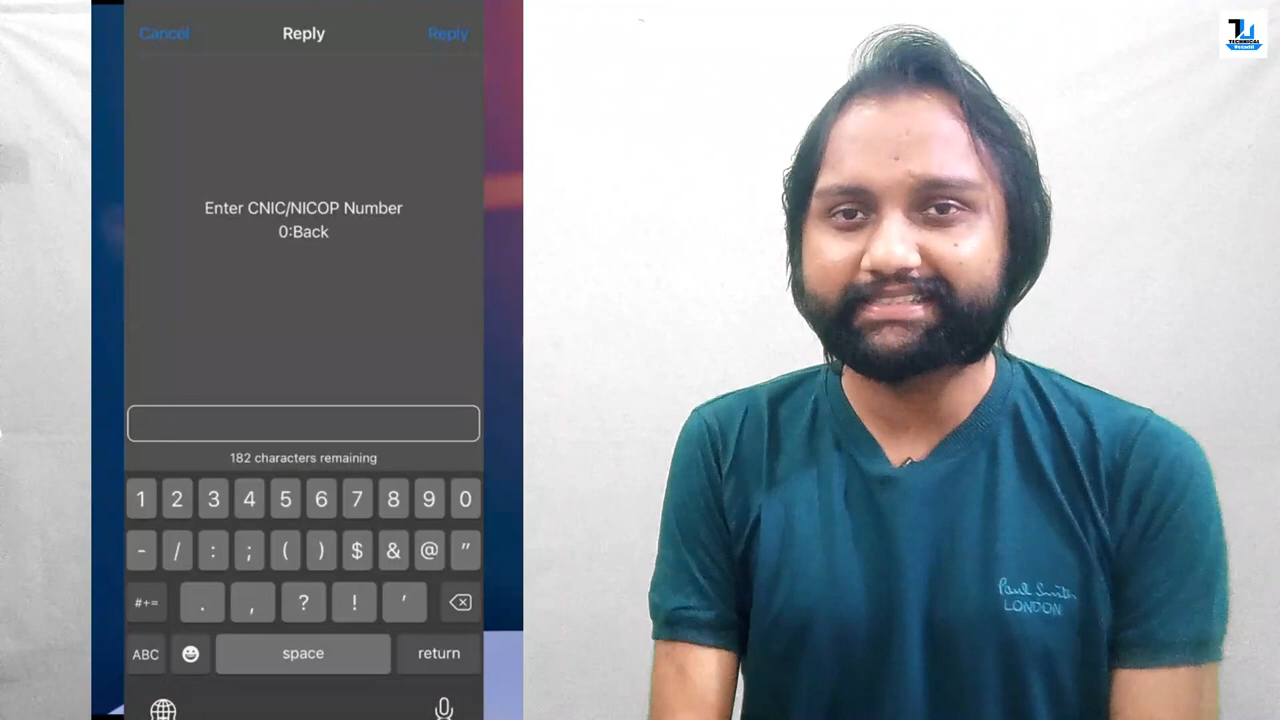 Cancel
Reply
Reply
Enter CNIC/NICOP Number
0:Back
182 characters remaining
1 2 3 4 5 6 7 8 9 0
- / : ; ( ) $ & @ "
#+= . , ? ! '
ABC
space
return
TECHNICAL
Paul Smith
LONDON